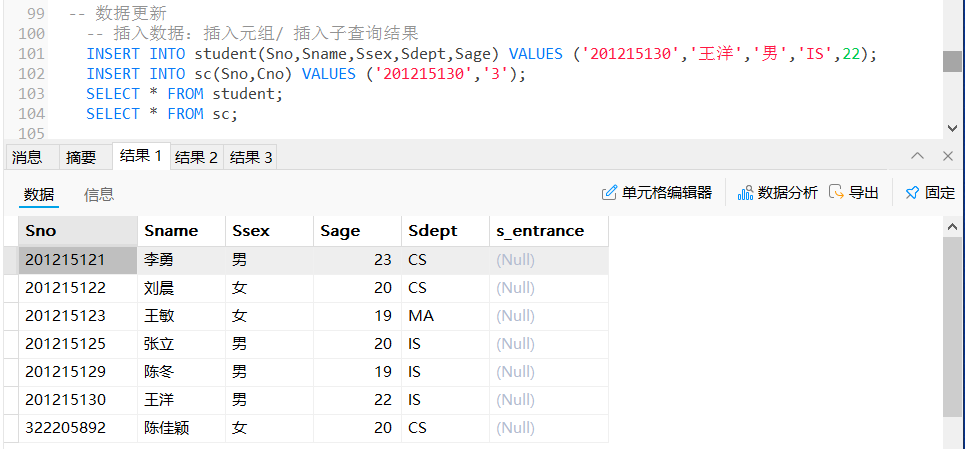 99 -- 数据更新
100 -- 插入数据：插入元组/ 插入子查询结果
101 INSERT INTO student(Sno,Sname,Ssex,Sdept,Sage) VALUES ('201215130','王洋','男','IS',22);
102 INSERT INTO sc(Sno,Cno) VALUES ('201215130','3');
103 SELECT * FROM student;
104 SELECT * FROM sc;
105
消息 摘要 结果 1 结果 2 结果 3
数据 信息 单元格编辑器 数据分析 导出 固定
Sno Sname Ssex Sage Sdept s_entrance
201215121 李勇 男 23 CS (Null)
201215122 刘晨 女 20 CS (Null)
201215123 王敏 女 19 MA (Null)
201215125 张立 男 20 IS (Null)
201215129 陈冬 男 19 IS (Null)
201215130 王洋 男 22 IS (Null)
322205892 陈佳颖 女 20 CS (Null)